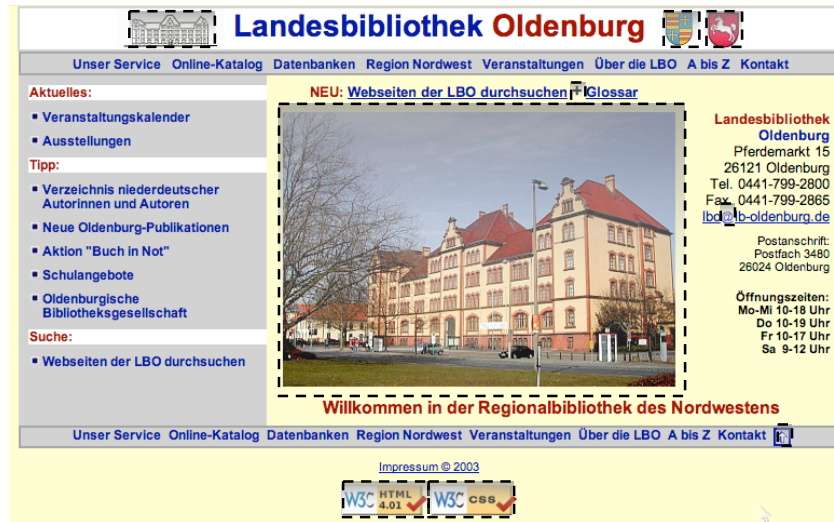 Landesbibliothek Oldenburg
Unser Service Online-Katalog Datenbanken Region Nordwest Veranstaltungen Über die LBO A bis Z Kontakt
Aktuelles:
Veranstaltungskalender
Ausstellungen
Tipp:
Verzeichnis niederdeutscher
Autorinnen und Autoren
Neue Oldenburg-Publikationen
Aktion "Buch in Not"
Schulangebote
Oldenburgische
Bibliotheksgesellschaft
Suche:
Webseiten der LBO durchsuchen
NEU: Webseiten der LBO durchsuchen + Glossar
Willkommen in der Regionalbibliothek des Nordwestens
Landesbibliothek
Oldenburg
Pferdemarkt 15
26121 Oldenburg
Tel. 0441-799-2800
Fax. 0441-799-2865
lbo@lb-oldenburg.de
Postanschrift:
Postfach 3480
26024 Oldenburg
Öffnungszeiten:
Mo-Mi 10-18 Uhr
Do 10-19 Uhr
Fr 10-17 Uhr
Sa 9-12 Uhr
Unser Service Online-Katalog Datenbanken Region Nordwest Veranstaltungen Über die LBO A bis Z Kontakt
Impressum © 2003
W3C HTML 4.01
W3C css